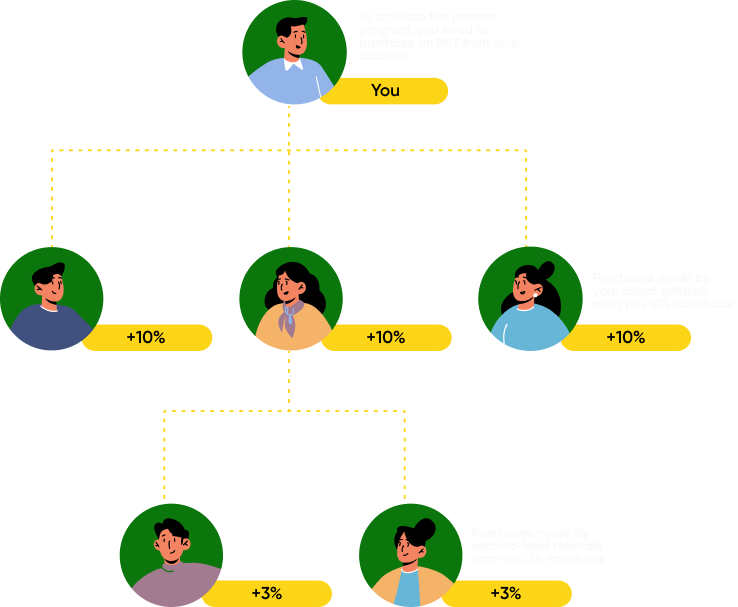 To activate the partner
program, you need to
purchase an NFT from your
account
You
Purchases made by
your direct referrals
earn you 10% cashback
+10%
+10%
+10%
Purchases made by
second-level referrals
earn you 3% cashback
+3%
+3%